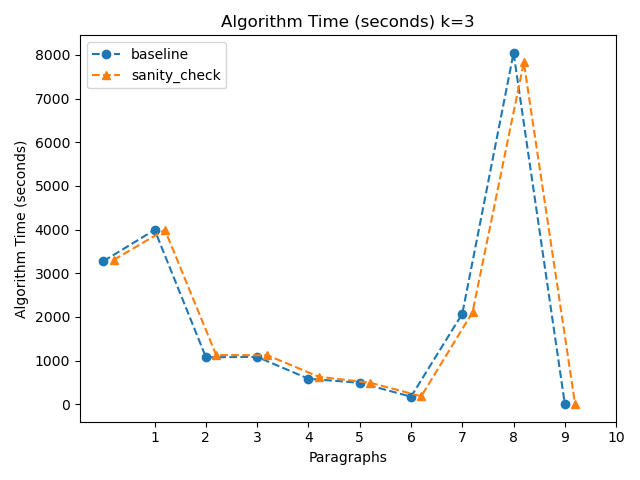 Algorithm Time (seconds) k=3
baseline
sanity_check
8000
7000
6000
5000
4000
3000
2000
1000
0
Algorithm Time (seconds)
1 2 3 4 5 6 7 8 9 10
Paragraphs